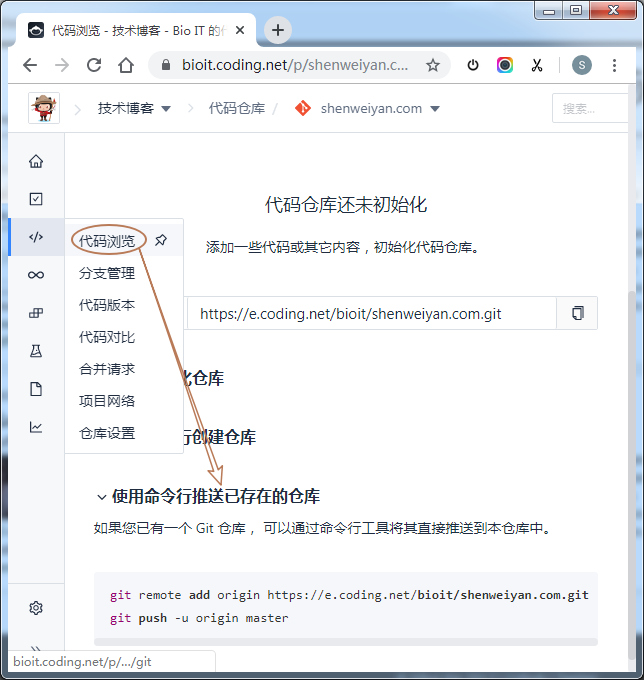 代码浏览 - 技术博客 - Bio IT 的
bioit.coding.net/p/shenweiyan.c...
S
技术博客
代码仓库 /
shenweiyan.com
搜索...
代码仓库还未初始化
添加一些代码或其它内容，初始化代码仓库。
代码浏览
分支管理
代码版本
代码对比
合并请求
项目网络
仓库设置
https://e.coding.net/bioit/shenweiyan.com.git
化仓库
行创建仓库
使用命令行推送已存在的仓库
如果您已有一个 Git 仓库 ，可以通过命令行工具将其直接推送到本仓库中。
git remote add origin https://e.coding.net/bioit/shenweiyan.com.git
git push -u origin master
bioit.coding.net/p/.../git